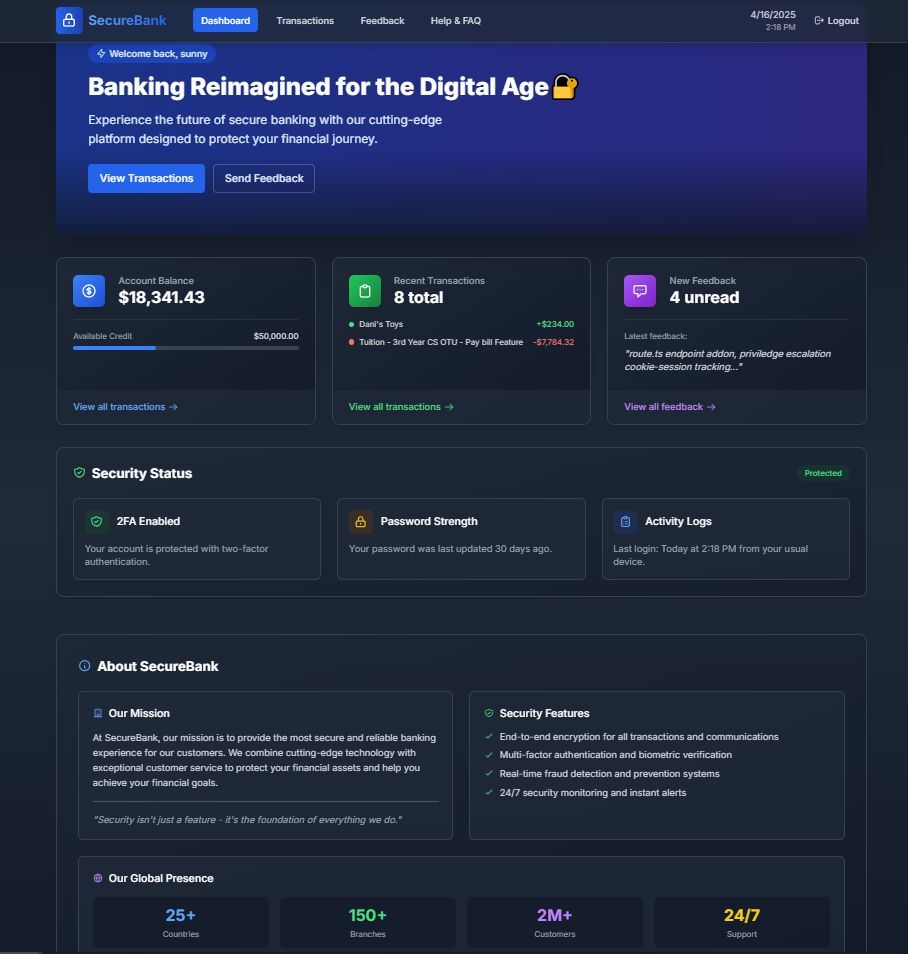 SecureBank
Dashboard
Transactions
Feedback
Help & FAQ
4/16/2025
2:18 PM
Logout
Welcome back, sunny
Banking Reimagined for the Digital Age
Experience the future of secure banking with our cutting-edge
platform designed to protect your financial journey.
View Transactions
Send Feedback
Account Balance
$18,341.43
Available Credit
$50,000.00
View all transactions →
Recent Transactions
8 total
Dani's Toys
+$234.00
Tuition - 3rd Year CS OTU - Pay bill Feature
-$7,784.32
View all transactions →
New Feedback
4 unread
Latest feedback:
"route.ts endpoint addon, priviledge escalation
cookie-session tracking..."
View all feedback →
Security Status
Protected
2FA Enabled
Your account is protected with two-factor
authentication.
Password Strength
Your password was last updated 30 days ago.
Activity Logs
Last login: Today at 2:18 PM from your usual
device.
About SecureBank
Our Mission
At SecureBank, our mission is to provide the most secure and reliable banking
experience for our customers. We combine cutting-edge technology with
exceptional customer service to protect your financial assets and help you
achieve your financial goals.
"Security isn't just a feature - it's the foundation of everything we do."
Security Features
End-to-end encryption for all transactions and communications
Multi-factor authentication and biometric verification
Real-time fraud detection and prevention systems
24/7 security monitoring and instant alerts
Our Global Presence
25+
Countries
150+
Branches
2M+
Customers
24/7
Support